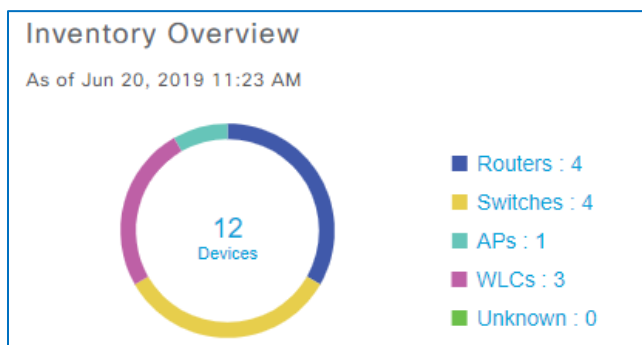 Inventory Overview
As of Jun 20, 2019 11:23 AM
12
Devices
Routers : 4
Switches : 4
APs : 1
WLCs : 3
Unknown : 0